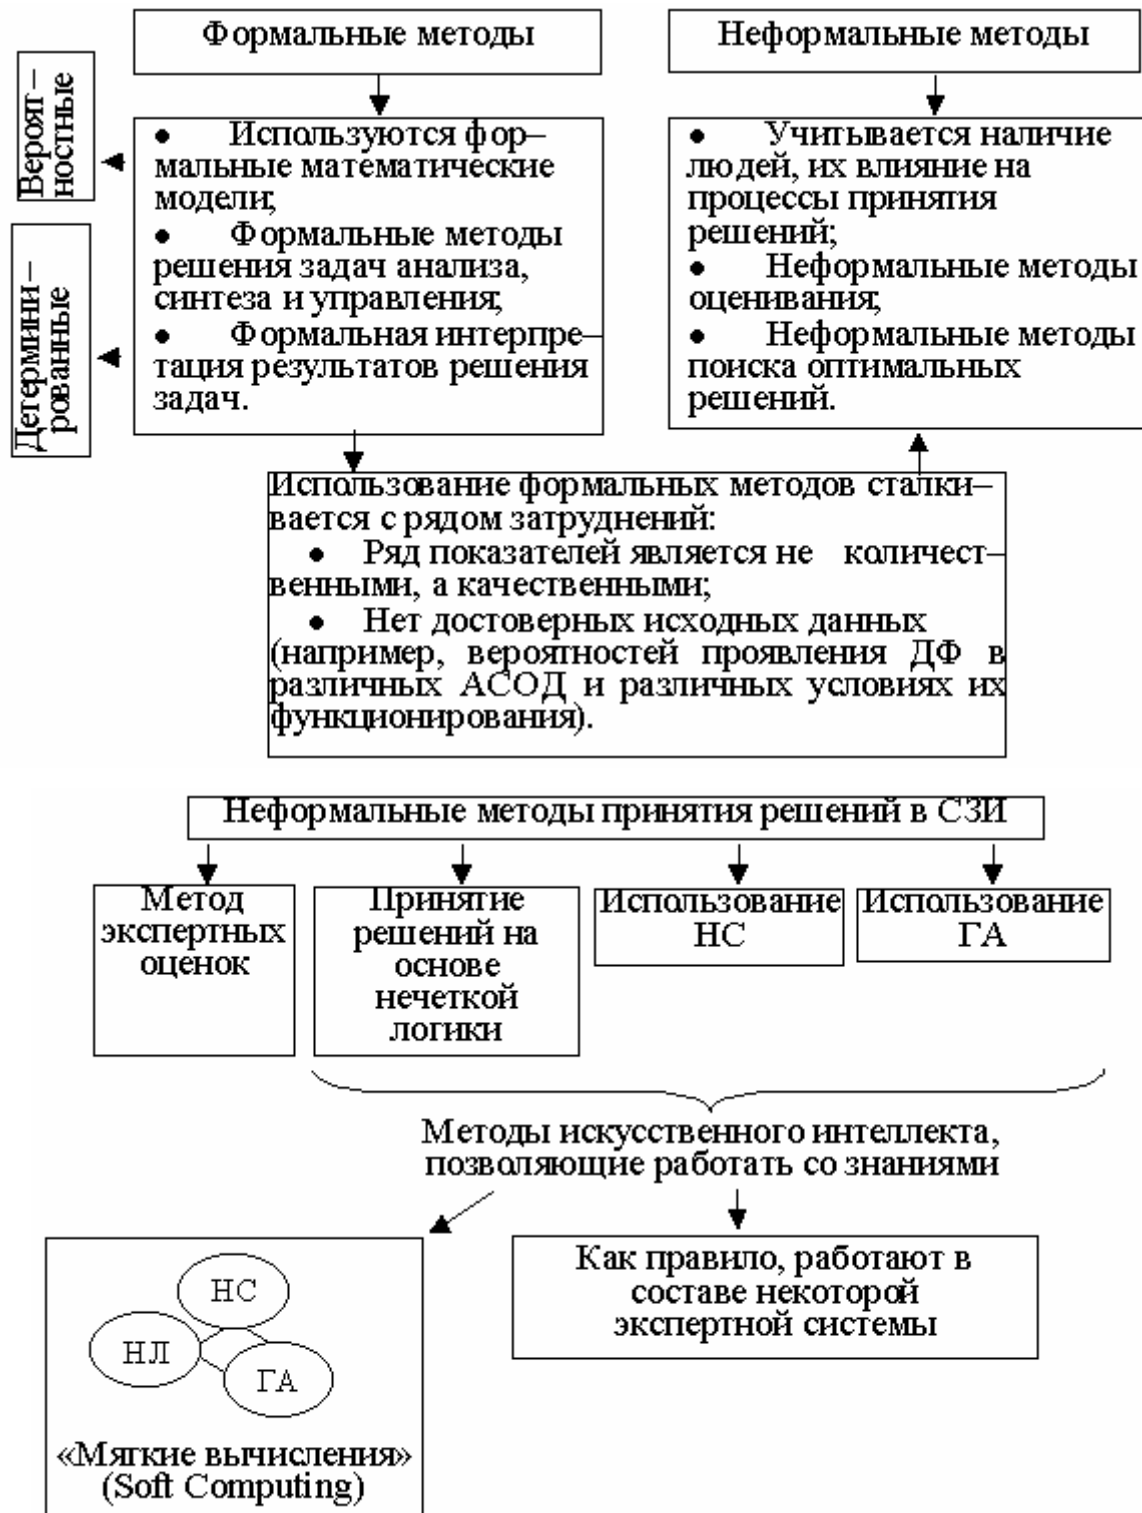 Формальные методы
Неформальные методы
Вероят–
ностные
Детермини–
рованные
● Используются фор–
мальные математические
модели;
● Формальные методы
решения задач анализа,
синтеза и управления;
● Формальная интерпре–
тация результатов решения
задач.
● Учитывается наличие
людей, их влияние на
процессы принятия
решений;
● Неформальные методы
оценивания;
● Неформальные методы
поиска оптимальных
решений.
Использование формальных методов сталки–
вается с рядом затруднений:
● Ряд показателей является не количест–
венными, а качественными;
● Нет достоверных исходных данных
(например, вероятностей проявления ДФ в
различных АСОД и различных условиях их
функционирования).
Неформальные методы принятия решений в СЗИ
Метод
экспертных
оценок
Принятие
решений на
основе
нечеткой
логики
Использование
НС
Использование
ГА
Методы искусственного интеллекта,
позволяющие работать со знаниями
НС
НЛ
ГА
«Мягкие вычисления»
(Soft Computing)
Как правило, работают в
составе некоторой
экспертной системы